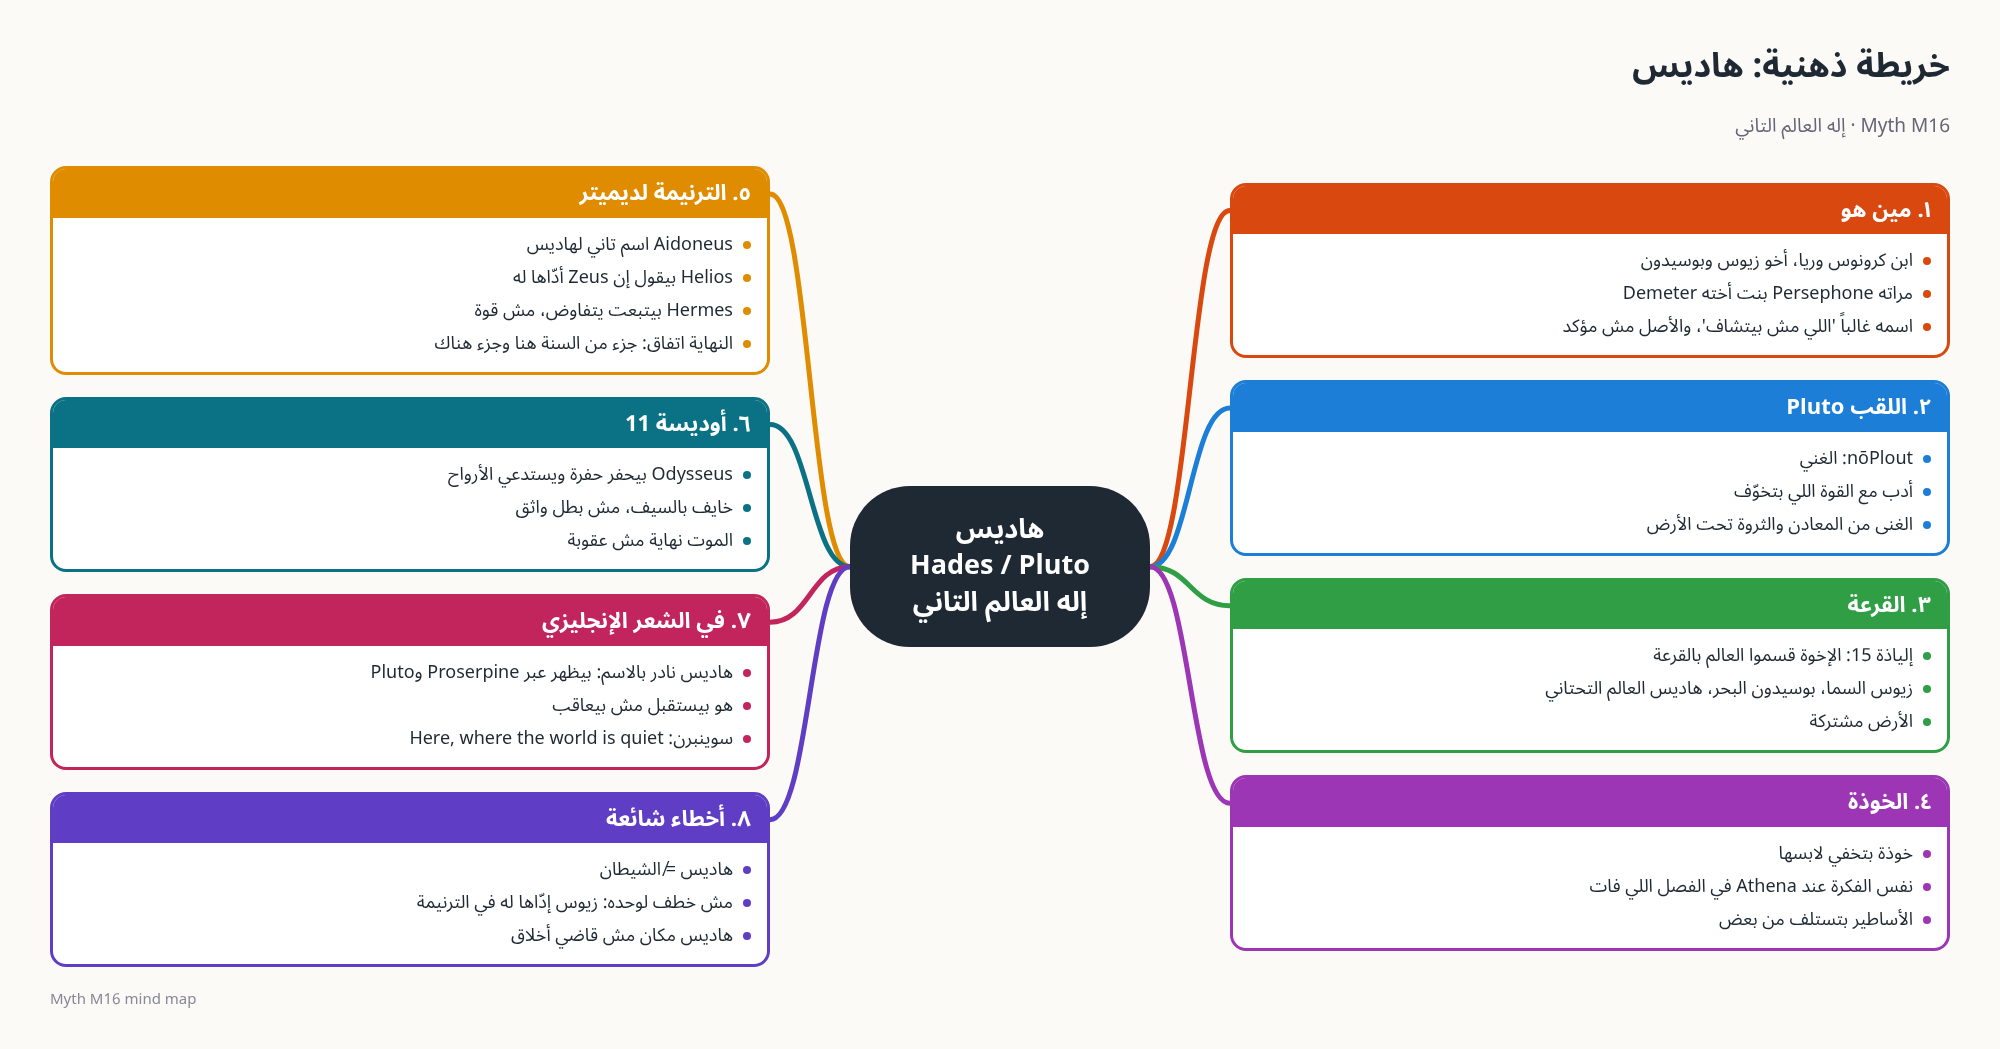 خريطة ذهنية: هاديس
Myth M16 · إله العالم التاني
١. مين هو
ابن كرونوس وريا، أخو زيوس وبوسيدون
مراته Persephone بنت أخته Demeter
اسمه غالباً 'اللي مش بيتشاف'، والأصل مش مؤكد
٢. اللقب Pluto
nōPlout: الغني
أدب مع القوة اللي بتخوّف
الغنى من المعادن والثروة تحت الأرض
٣. القرعة
إلياذة 15: الإخوة قسموا العالم بالقرعة
زيوس السما، بوسيدون البحر، هاديس العالم التحتاني
الأرض مشتركة
٤. الخوذة
خوذة بتخفي لابسها
نفس الفكرة عند Athena في الفصل اللي فات
الأساطير بتستلف من بعض
هاديس
Hades / Pluto
إله العالم التاني
٥. الترنيمة لديميتر
Aidoneus اسم تاني لهاديس
Helios بيقول إن Zeus أدّاها له
Hermes بيتبعت يتفاوض، مش قوة
النهاية اتفاق: جزء من السنة هنا وجزء هناك
٦. أوديسة 11
Odysseus بيحفر حفرة ويستدعي الأرواح
خايف بالسيف، مش بطل واثق
الموت نهاية مش عقوبة
٧. في الشعر الإنجليزي
هاديس نادر بالاسم: بيظهر عبر Proserpine وPluto
هو بيستقبل مش بيعاقب
سوينبرن: Here, where the world is quiet
٨. أخطاء شائعة
هاديس =/ الشيطان
مش خطف لوحده: زيوس إدّاها له في الترنيمة
هاديس مكان مش قاضي أخلاق
Myth M16 mind map